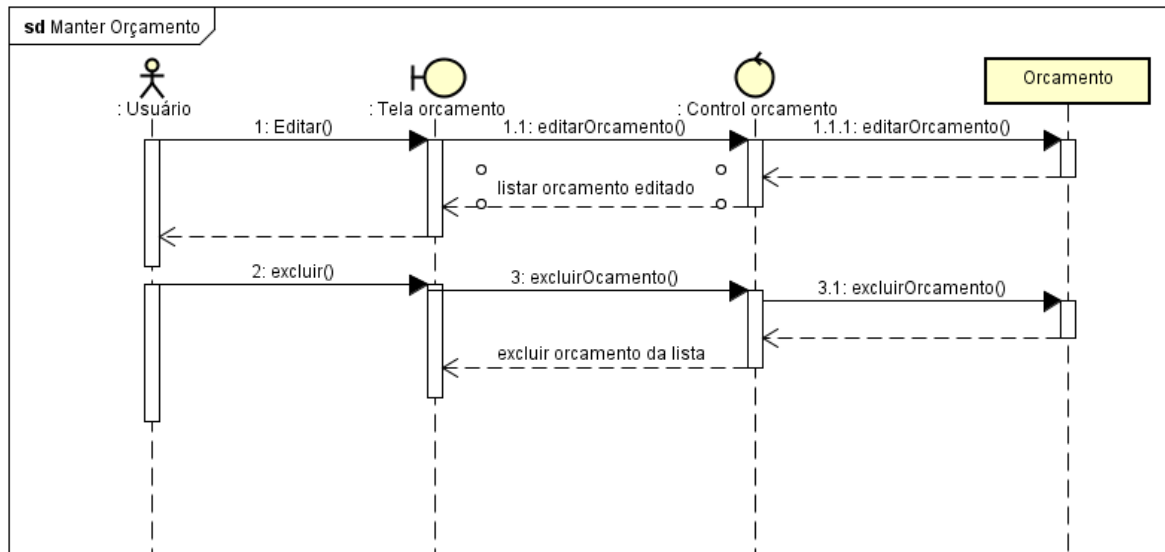 sd Manter Orçamento
Orcamento
: Usuário
: Tela orcamento
: Control orcamento
1: Editar()
1.1: editarOrcamento()
1.1.1: editarOrcamento()
listar orcamento editado
2: excluir()
3: excluirOcamento()
3.1: excluirOrcamento()
excluir orcamento da lista